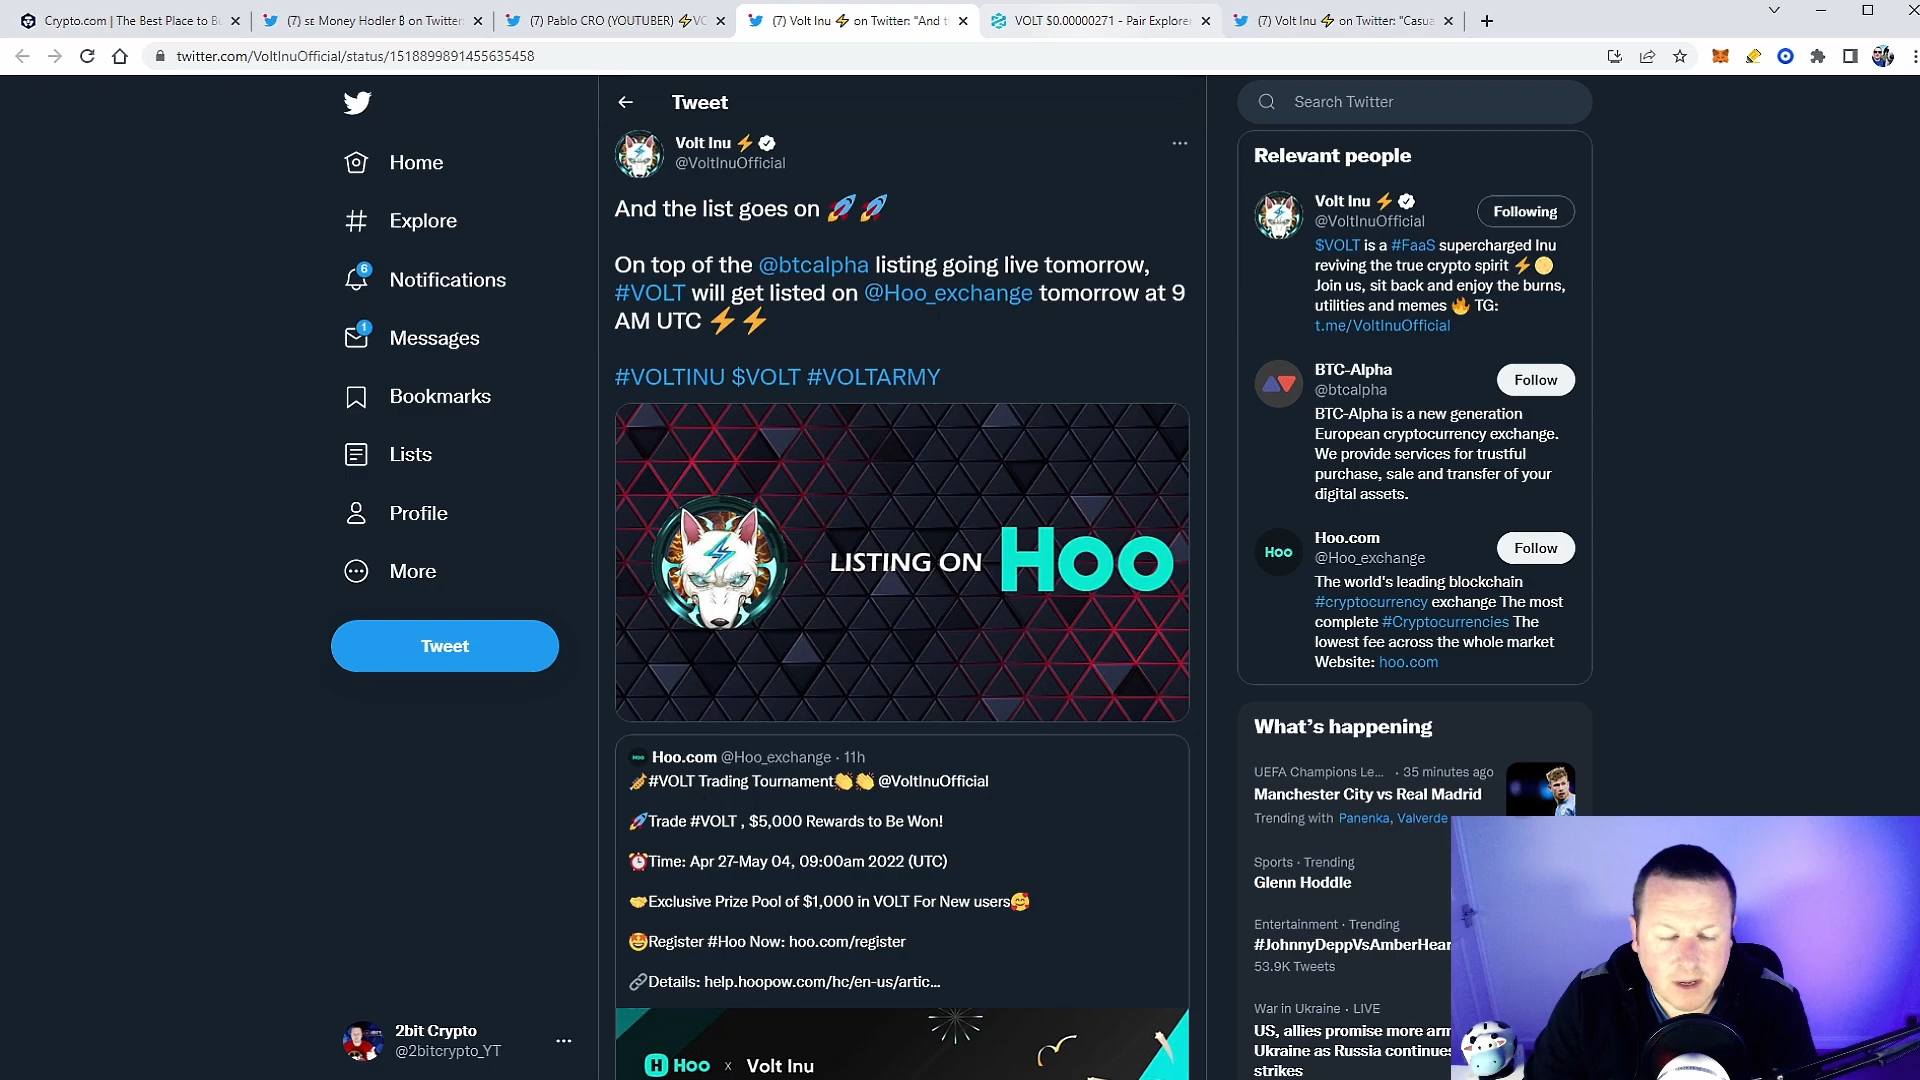 Crypto.com | The Best Place to Bu
(7) sɛ Money Hodler ₿ on Twitter:
(7) Pablo CRO (YOUTUBER) ⚡VO
(7) Volt Inu ⚡ on Twitter: "And t
VOLT $0.00000271 - Pair Explorer
(7) Volt Inu ⚡ on Twitter: "Casua
twitter.com/VoltInuOfficial/status/1518899891455635458
Home
Explore
6
Notifications
1
Messages
Bookmarks
Lists
Profile
More
Tweet
2bit Crypto
@2bitcrypto_YT
Tweet
Volt Inu ⚡
@VoltInuOfficial
And the list goes on 🚀 🚀
On top of the @btcalpha listing going live tomorrow,
#VOLT will get listed on @Hoo_exchange tomorrow at 9
AM UTC ⚡⚡
#VOLTINU $VOLT #VOLTARMY
LISTING ON Hoo
Hoo.com @Hoo_exchange · 11h
🎺#VOLT Trading Tournament👏👏 @VoltInuOfficial
🚀Trade #VOLT , $5,000 Rewards to Be Won!
⏰Time: Apr 27-May 04, 09:00am 2022 (UTC)
🤝Exclusive Prize Pool of $1,000 in VOLT For New users🥰
🤩Register #Hoo Now: hoo.com/register
🔗Details: help.hoopow.com/hc/en-us/artic...
Hoo x Volt Inu
Search Twitter
Relevant people
Volt Inu ⚡
@VoltInuOfficial
Following
$VOLT is a #FaaS supercharged Inu
reviving the true crypto spirit ⚡🌕
Join us, sit back and enjoy the burns,
utilities and memes 🔥 TG:
t.me/VoltInuOfficial
BTC-Alpha
@btcalpha
Follow
BTC-Alpha is a new generation
European cryptocurrency exchange.
We provide services for trustful
purchase, sale and transfer of your
digital assets.
Hoo
Hoo.com
@Hoo_exchange
Follow
The world's leading blockchain
#cryptocurrency exchange The most
complete #Cryptocurrencies The
lowest fee across the whole market
Website: hoo.com
What's happening
UEFA Champions Le... · 35 minutes ago
Manchester City vs Real Madrid
Trending with Panenka, Valverde
Sports · Trending
Glenn Hoddle
Entertainment · Trending
#JohnnyDeppVsAmberHear
53.9K Tweets
War in Ukraine · LIVE
US, allies promise more arm
Ukraine as Russia continues
strikes